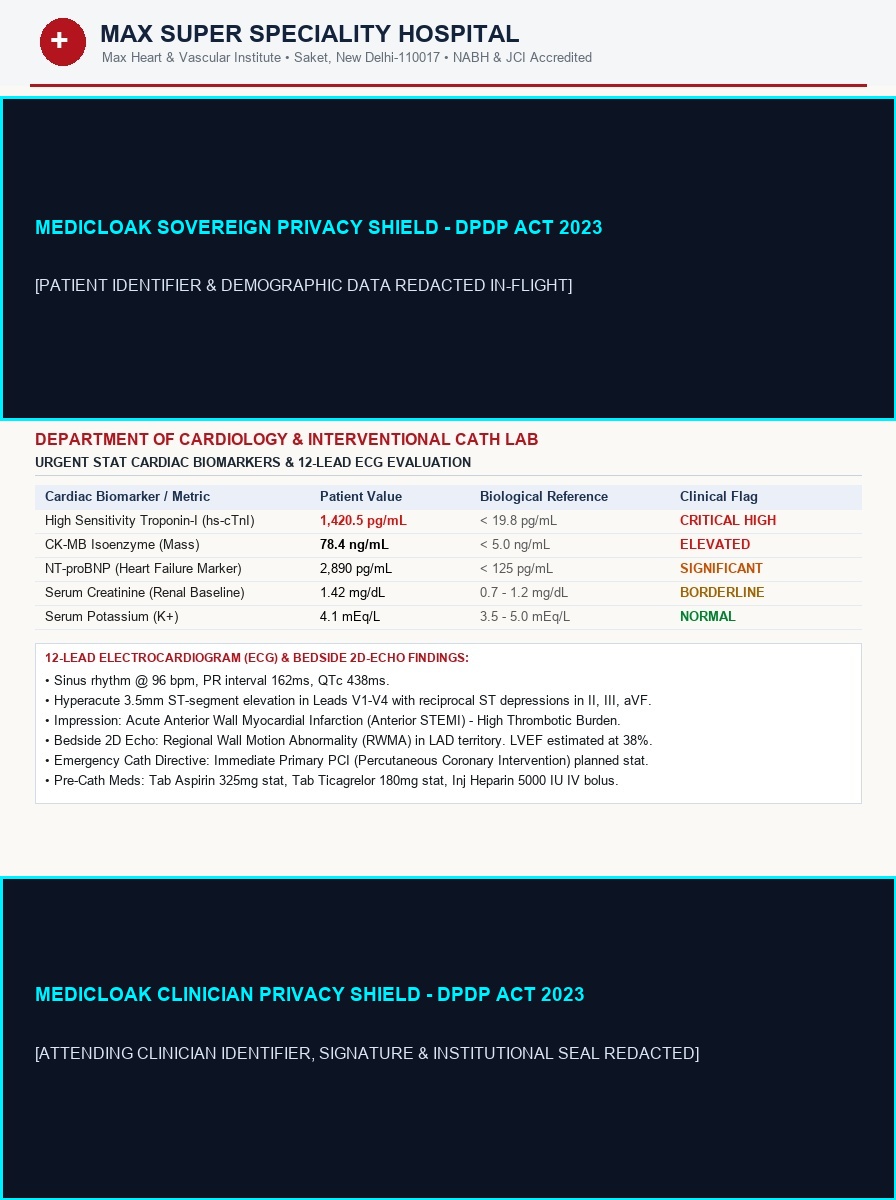 MAX SUPER SPECIALITY HOSPITAL
Max Heart & Vascular Institute • Saket, New Delhi-110017 • NABH & JCI Accredited
MEDICLOAK SOVEREIGN PRIVACY SHIELD - DPDP ACT 2023
[PATIENT IDENTIFIER & DEMOGRAPHIC DATA REDACTED IN-FLIGHT]
DEPARTMENT OF CARDIOLOGY & INTERVENTIONAL CATH LAB
URGENT STAT CARDIAC BIOMARKERS & 12-LEAD ECG EVALUATION
Cardiac Biomarker / Metric Patient Value Biological Reference Clinical Flag
High Sensitivity Troponin-I (hs-cTnI) 1,420.5 pg/mL < 19.8 pg/mL CRITICAL HIGH
CK-MB Isoenzyme (Mass) 78.4 ng/mL < 5.0 ng/mL ELEVATED
NT-proBNP (Heart Failure Marker) 2,890 pg/mL < 125 pg/mL SIGNIFICANT
Serum Creatinine (Renal Baseline) 1.42 mg/dL 0.7 - 1.2 mg/dL BORDERLINE
Serum Potassium (K+) 4.1 mEq/L 3.5 - 5.0 mEq/L NORMAL
12-LEAD ELECTROCARDIOGRAM (ECG) & BEDSIDE 2D-ECHO FINDINGS:
• Sinus rhythm @ 96 bpm, PR interval 162ms, QTc 438ms.
• Hyperacute 3.5mm ST-segment elevation in Leads V1-V4 with reciprocal ST depressions in II, III, aVF.
• Impression: Acute Anterior Wall Myocardial Infarction (Anterior STEMI) - High Thrombotic Burden.
• Bedside 2D Echo: Regional Wall Motion Abnormality (RWMA) in LAD territory. LVEF estimated at 38%.
• Emergency Cath Directive: Immediate Primary PCI (Percutaneous Coronary Intervention) planned stat.
• Pre-Cath Meds: Tab Aspirin 325mg stat, Tab Ticagrelor 180mg stat, Inj Heparin 5000 IU IV bolus.
MEDICLOAK CLINICIAN PRIVACY SHIELD - DPDP ACT 2023
[ATTENDING CLINICIAN IDENTIFIER, SIGNATURE & INSTITUTIONAL SEAL REDACTED]